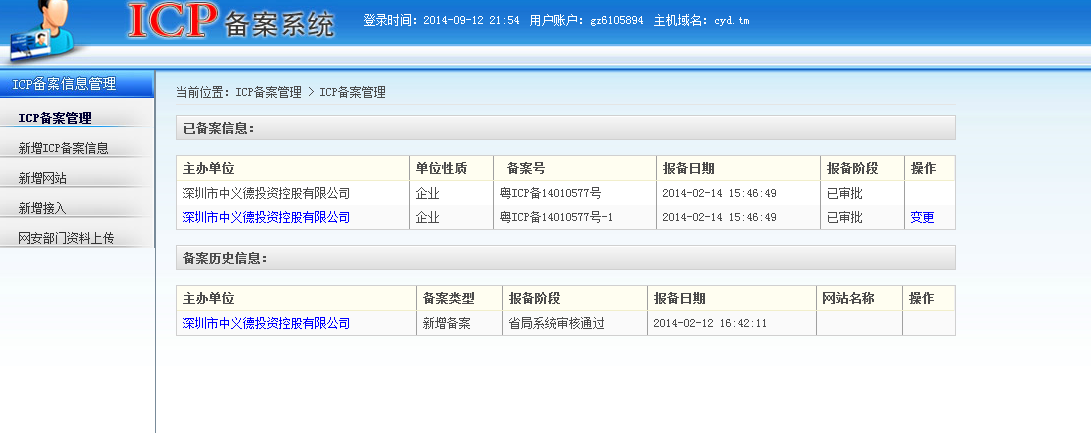 ICP备案系统 登录时间：2014-09-12 21:54 用户账户：gz6105894 主机域名：cyd.tm
ICP备案信息管理
ICP备案管理
新增ICP备案信息
新增网站
新增接入
网安部门资料上传
当前位置：ICP备案管理 > ICP备案管理
已备案信息：
主办单位 单位性质 备案号 报备日期 报备阶段 操作
深圳市中义德投资控股有限公司 企业 粤ICP备14010577号 2014-02-14 15:46:49 已审批
深圳市中义德投资控股有限公司 企业 粤ICP备14010577号-1 2014-02-14 15:46:49 已审批 变更
备案历史信息：
主办单位 备案类型 报备阶段 报备日期 网站名称 操作
深圳市中义德投资控股有限公司 新增备案 省局系统审核通过 2014-02-12 16:42:11